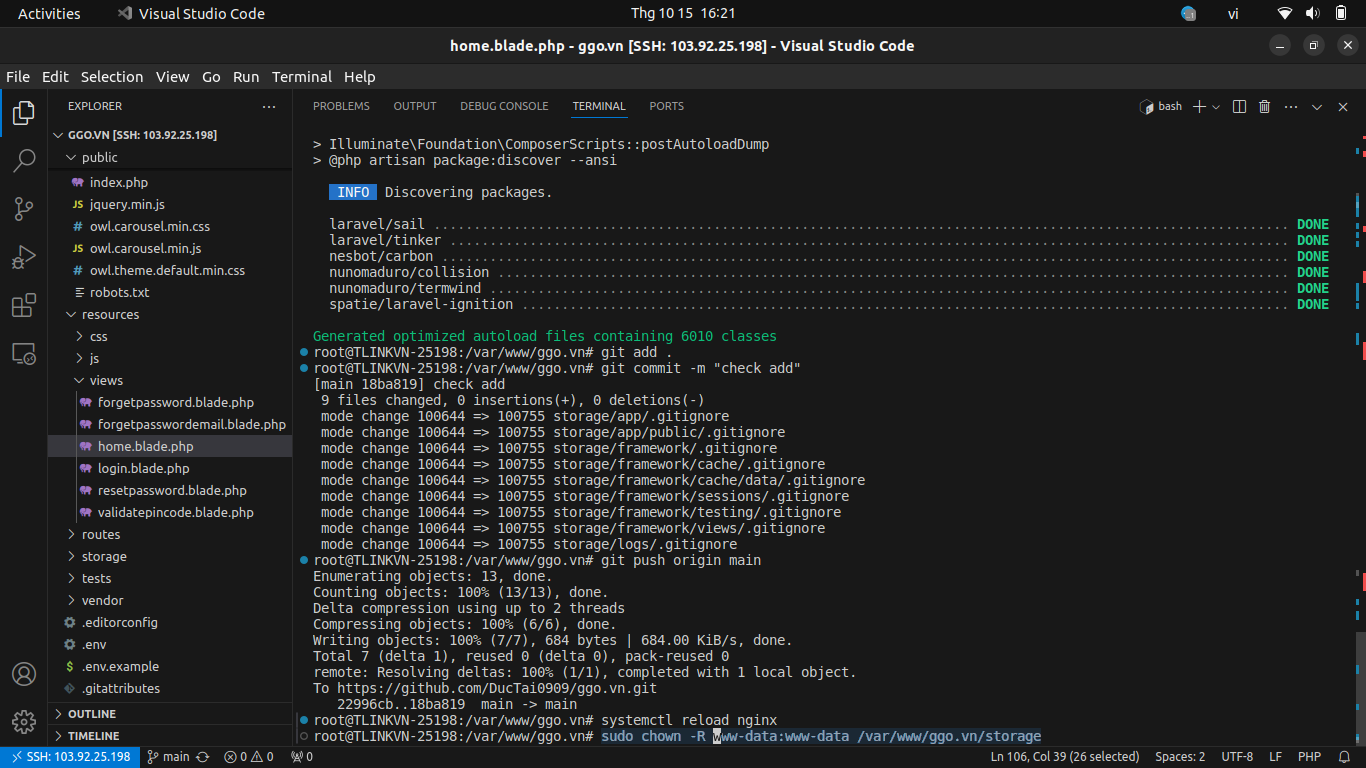 Activities
Visual Studio Code
Thg 10 15 16:21
vi
home.blade.php - ggo.vn [SSH: 103.92.25.198] - Visual Studio Code
File Edit Selection View Go Run Terminal Help
EXPLORER
GGO.VN [SSH: 103.92.25.198]
public
index.php
JS jquery.min.js
# owl.carousel.min.css
JS owl.carousel.min.js
# owl.theme.default.min.css
robots.txt
resources
css
js
views
forgetpassword.blade.php
forgetpasswordemail.blade.php
home.blade.php
login.blade.php
resetpassword.blade.php
validatepincode.blade.php
routes
storage
tests
vendor
.editorconfig
.env
$ .env.example
.gitattributes
OUTLINE
TIMELINE
PROBLEMS OUTPUT DEBUG CONSOLE TERMINAL PORTS
bash
> Illuminate\Foundation\ComposerScripts::postAutoloadDump
> @php artisan package:discover --ansi
INFO Discovering packages.
laravel/sail ........ DONE
laravel/tinker ........ DONE
nesbot/carbon ........ DONE
nunomaduro/collision ........ DONE
nunomaduro/termwind ........ DONE
spatie/laravel-ignition ........ DONE
Generated optimized autoload files containing 6010 classes
root@TLINKVN-25198:/var/www/ggo.vn# git add .
root@TLINKVN-25198:/var/www/ggo.vn# git commit -m "check add"
[main 18ba819] check add
9 files changed, 0 insertions(+), 0 deletions(-)
mode change 100644 => 100755 storage/app/.gitignore
mode change 100644 => 100755 storage/app/public/.gitignore
mode change 100644 => 100755 storage/framework/.gitignore
mode change 100644 => 100755 storage/framework/cache/.gitignore
mode change 100644 => 100755 storage/framework/cache/data/.gitignore
mode change 100644 => 100755 storage/framework/sessions/.gitignore
mode change 100644 => 100755 storage/framework/testing/.gitignore
mode change 100644 => 100755 storage/framework/views/.gitignore
mode change 100644 => 100755 storage/logs/.gitignore
root@TLINKVN-25198:/var/www/ggo.vn# git push origin main
Enumerating objects: 13, done.
Counting objects: 100% (13/13), done.
Delta compression using up to 2 threads
Compressing objects: 100% (6/6), done.
Writing objects: 100% (7/7), 684 bytes | 684.00 KiB/s, done.
Total 7 (delta 1), reused 0 (delta 0), pack-reused 0
remote: Resolving deltas: 100% (1/1), completed with 1 local object.
To https://github.com/DucTai0909/ggo.vn.git
22996cb..18ba819 main -> main
root@TLINKVN-25198:/var/www/ggo.vn# systemctl reload nginx
root@TLINKVN-25198:/var/www/ggo.vn# sudo chown -R www-data:www-data /var/www/ggo.vn/storage
SSH: 103.92.25.198 main 0 0 0 Ln 106, Col 39 (26 selected) Spaces: 2 UTF-8 LF PHP